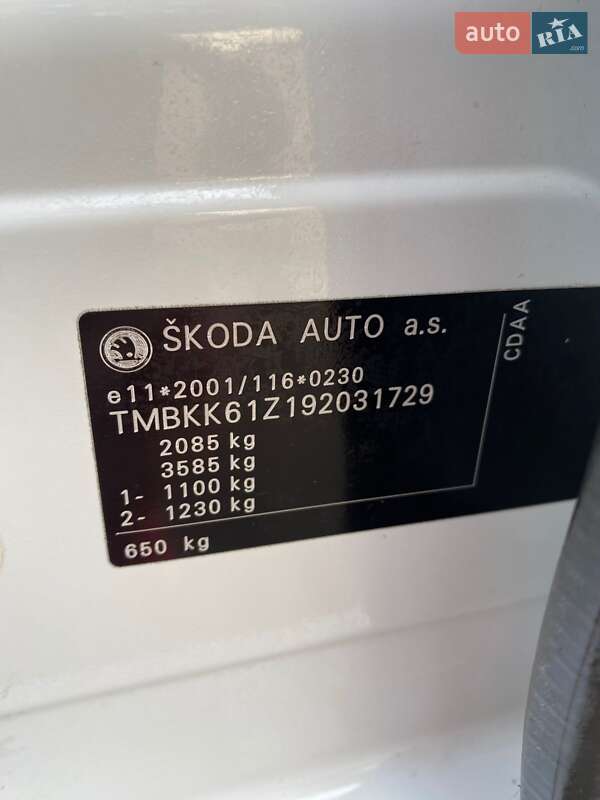 auto RIA
.com
ŠKODA AUTO a.s.
CDAA
e11*2001/116*0230
TMBKK61Z192031729
2085 kg
3585 kg
1- 1100 kg
2- 1230 kg
650 kg